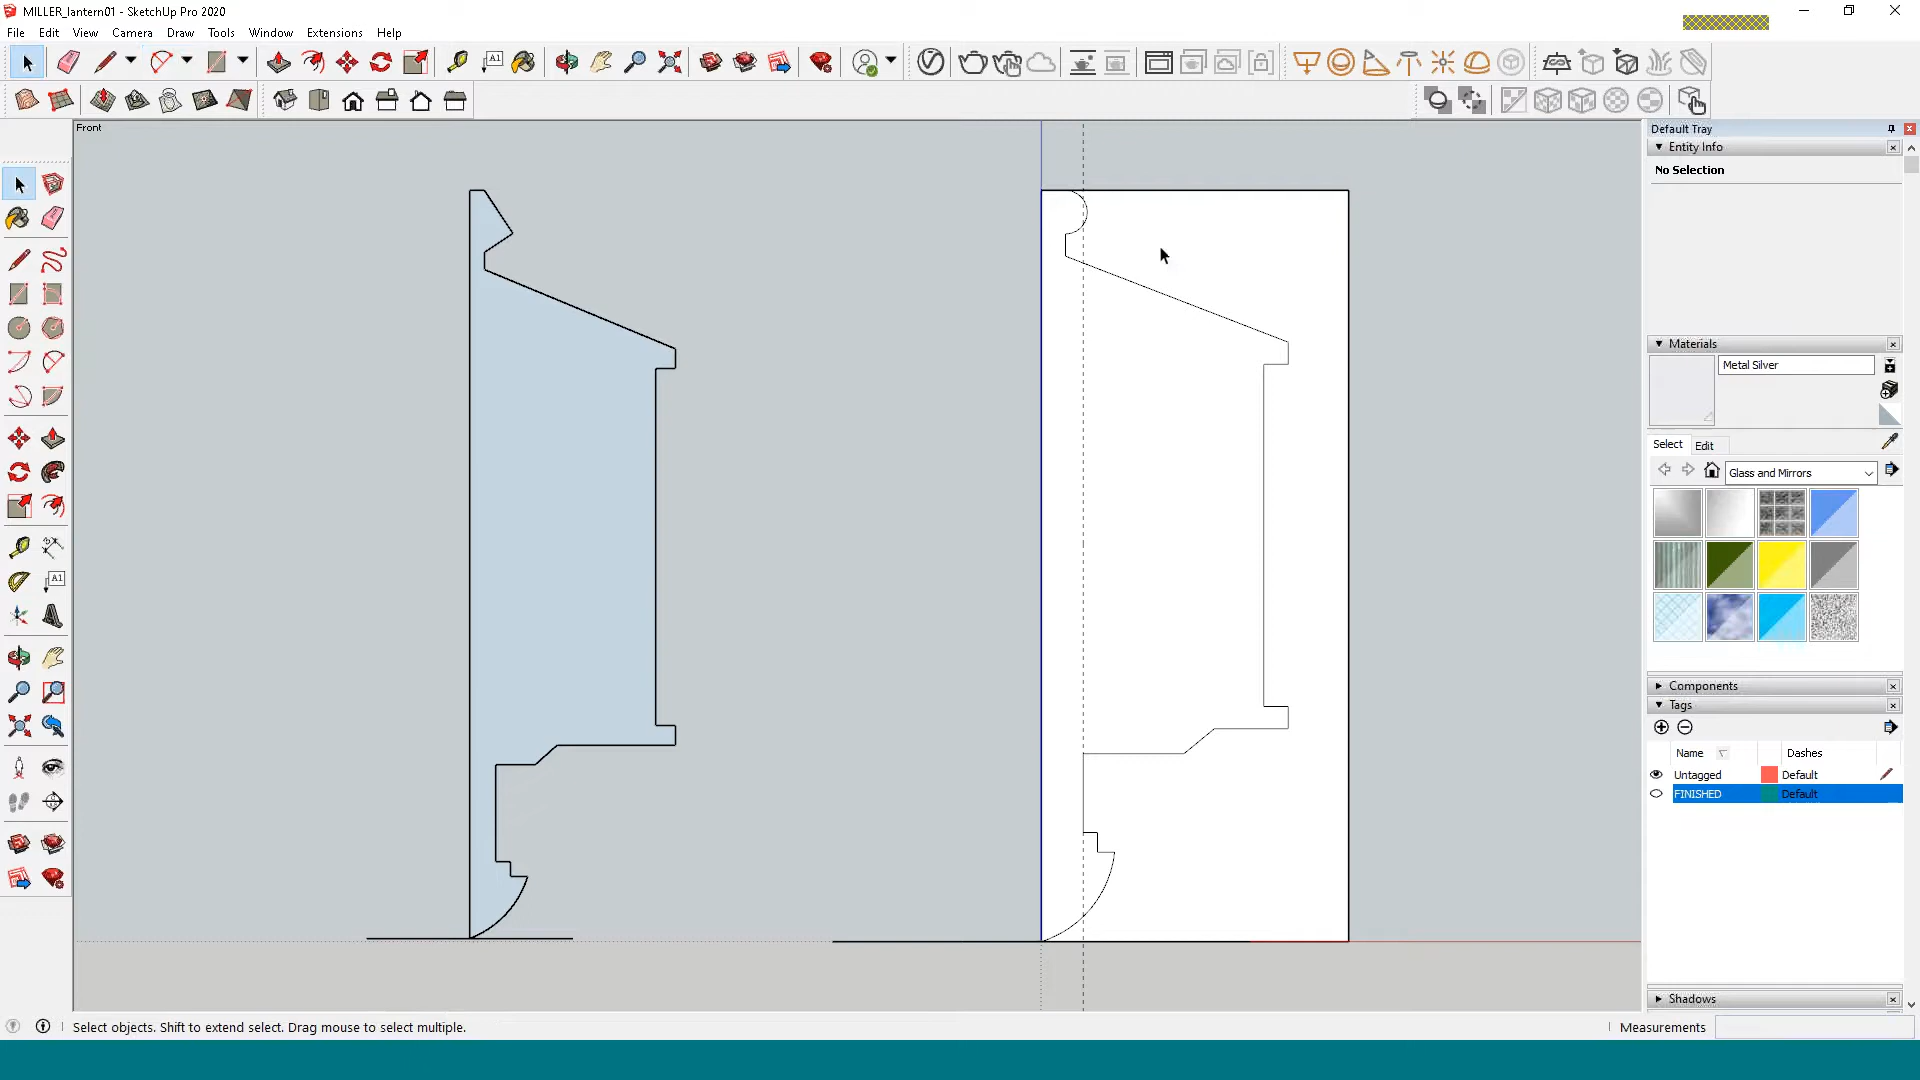 MILLER_lantern01 - SketchUp Pro 2020
File Edit View Camera Draw Tools Window Extensions Help
A1
Front
Default Tray
Entity Info
No Selection
Materials
Metal Silver
Select Edit
Glass and Mirrors
A1
Components
Tags
Name Dashes
Untagged Default
FINISHED Default
Shadows
Select objects. Shift to extend select. Drag mouse to select multiple.
Measurements